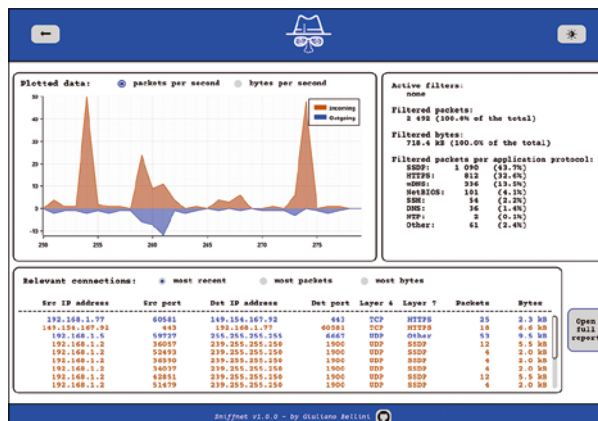 ←
Plotted data: packets per second bytes per second
Incoming
Outgoing
50
40
30
20
10
0
-10
250 255 260 265 270 275
Active filters:
none
Filtered packets:
2 492 (100.0% of the total)
Filtered bytes:
718.4 kB (100.0% of the total)
Filtered packets per application protocol:
SSDP: 1 090 (43.7%)
HTTPS: 812 (32.6%)
mDNS: 336 (13.5%)
NetBIOS: 101 (4.1%)
SSH: 54 (2.2%)
DNS: 36 (1.4%)
NTP: 2 (0.1%)
Other: 61 (2.4%)
Relevant connections: most recent most packets most bytes
Src IP address Src port Dst IP address Dst port Layer 4 Layer 7 Packets Bytes
192.168.1.77 60581 149.154.167.92 443 TCP HTTPS 25 2.3 kB
149.154.167.92 443 192.168.1.77 60581 TCP HTTPS 18 6.6 kB
192.168.1.5 59727 255.255.255.255 6667 UDP Other 53 9.5 kB
192.168.1.2 36057 239.255.255.250 1900 UDP SSDP 12 5.5 kB
192.168.1.2 52493 239.255.255.250 1900 UDP SSDP 4 2.0 kB
192.168.1.2 36590 239.255.255.250 1900 UDP SSDP 4 2.0 kB
192.168.1.2 34037 239.255.255.250 1900 UDP SSDP 4 2.0 kB
192.168.1.2 42851 239.255.255.250 1900 UDP SSDP 12 5.5 kB
192.168.1.2 51479 239.255.255.250 1900 UDP SSDP 4 2.0 kB
Open
full
report
Sniffnet v1.0.0 - by Giuliano Bellini